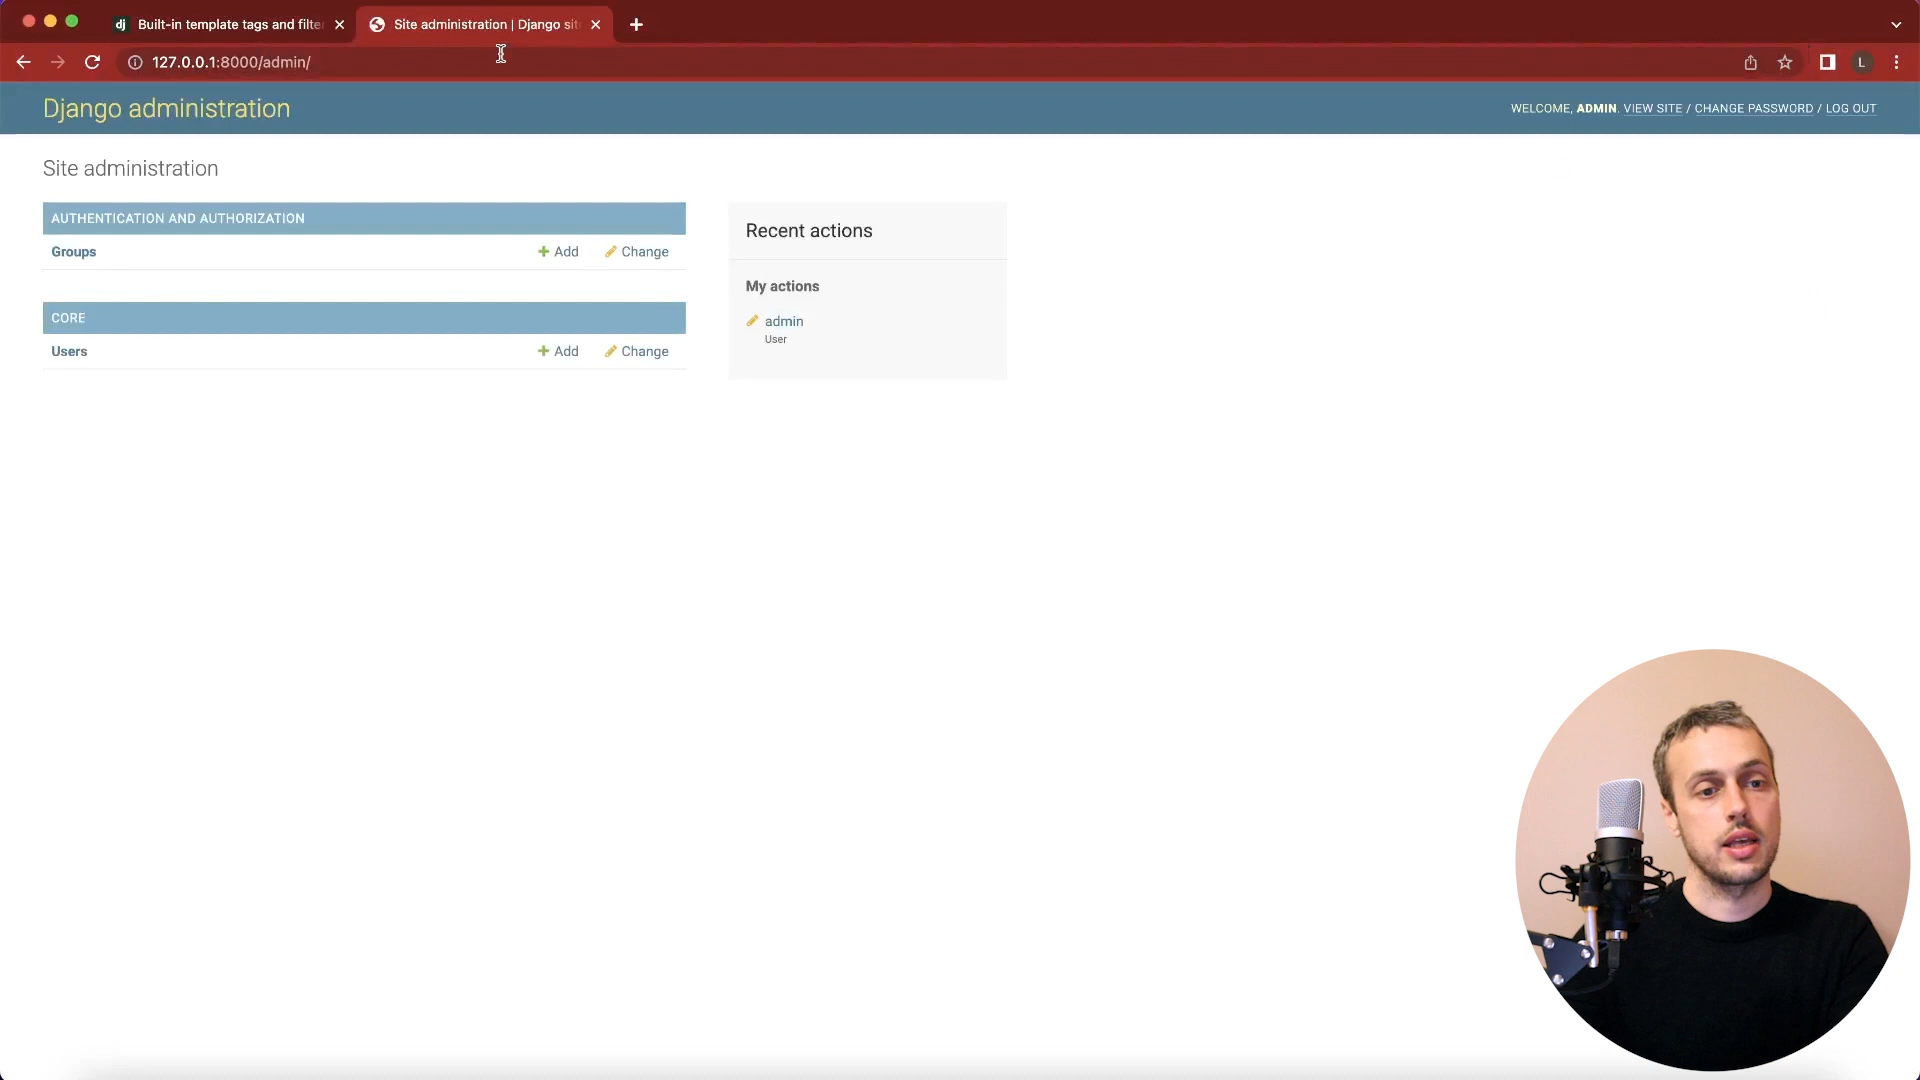 dj Built-in template tags and filter
Site administration | Django sit
127.0.0.1:8000/admin/
L
Django administration
WELCOME, ADMIN. VIEW SITE / CHANGE PASSWORD / LOG OUT
Site administration
AUTHENTICATION AND AUTHORIZATION
Groups Add Change
CORE
Users Add Change
Recent actions
My actions
admin
User